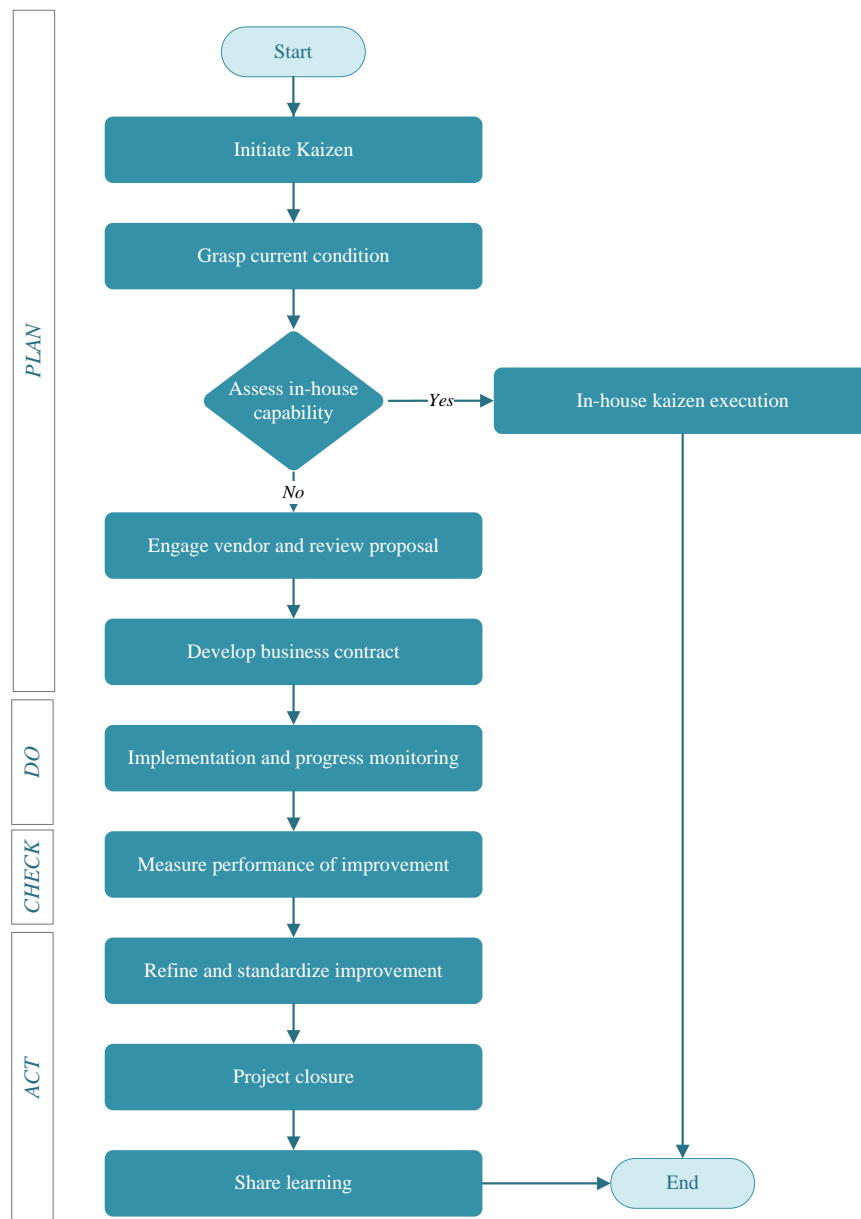 Start
Initiate Kaizen
Grasp current condition
PLAN
Assess in-house
capability
Yes
In-house kaizen execution
No
Engage vendor and review proposal
Develop business contract
DO
Implementation and progress monitoring
CHECK
Measure performance of improvement
ACT
Refine and standardize improvement
Project closure
Share learning
End